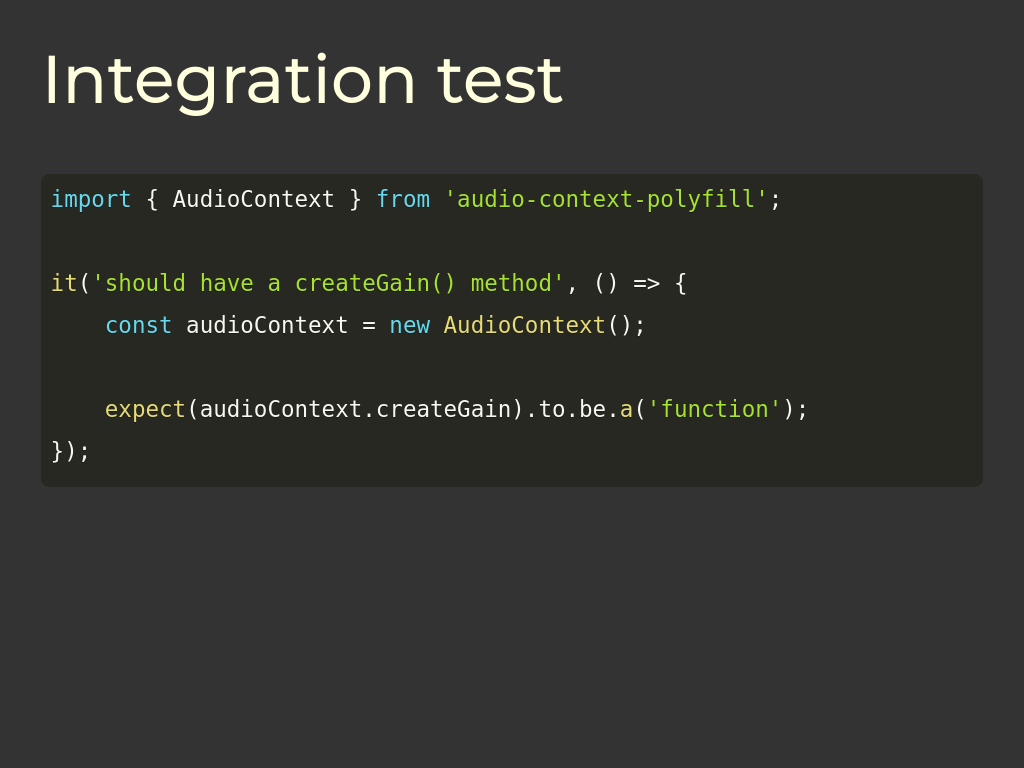 Integration test
import { AudioContext } from 'audio-context-polyfill';
it('should have a createGain() method', () => {
    const audioContext = new AudioContext();
    expect(audioContext.createGain).to.be.a('function');
});